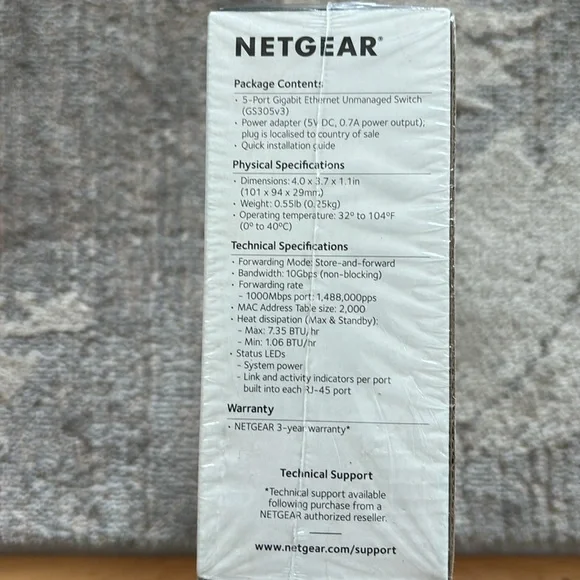 NETGEAR®
Package Contents
• 5-Port Gigabit Ethernet Unmanaged Switch
(GS305v3)
• Power adapter (5V DC, 0.7A power output);
plug is localised to country of sale
• Quick installation guide
Physical Specifications
• Dimensions: 4.0 x 3.7 x 1.1in
(101 x 94 x 29mm)
• Weight: 0.55lb (0.25kg)
• Operating temperature: 32º to 104ºF
(0º to 40ºC)
Technical Specifications
• Forwarding Mode: Store-and-forward
• Bandwidth: 10Gbps (non-blocking)
• Forwarding rate
– 1000Mbps port: 1,488,000pps
• MAC Address Table size: 2,000
• Heat dissipation (Max & Standby):
– Max: 7.35 BTU/hr
– Min: 1.06 BTU/hr
• Status LEDs
– System power
– Link and activity indicators per port
built into each RJ-45 port
Warranty
• NETGEAR 3-year warranty*
Technical Support
*Technical support available
following purchase from a
NETGEAR authorized reseller.
www.netgear.com/support